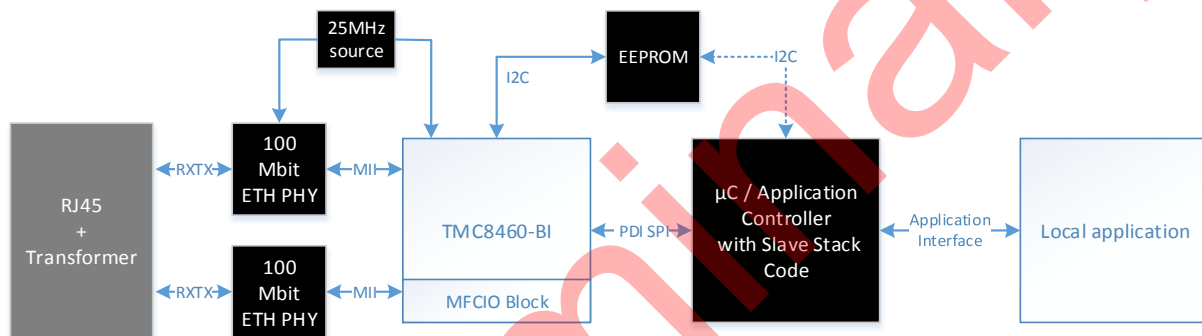 25MHz
source
EEPROM
I2C
I2C
RJ45
+
Transformer
RXTX
100
Mbit
ETH PHY
MII
TMC8460-BI
PDI SPI
µC / Application
Controller
with Slave Stack
Code
Application
Interface
Local application
RXTX
100
Mbit
ETH PHY
MII
MFCIO Block